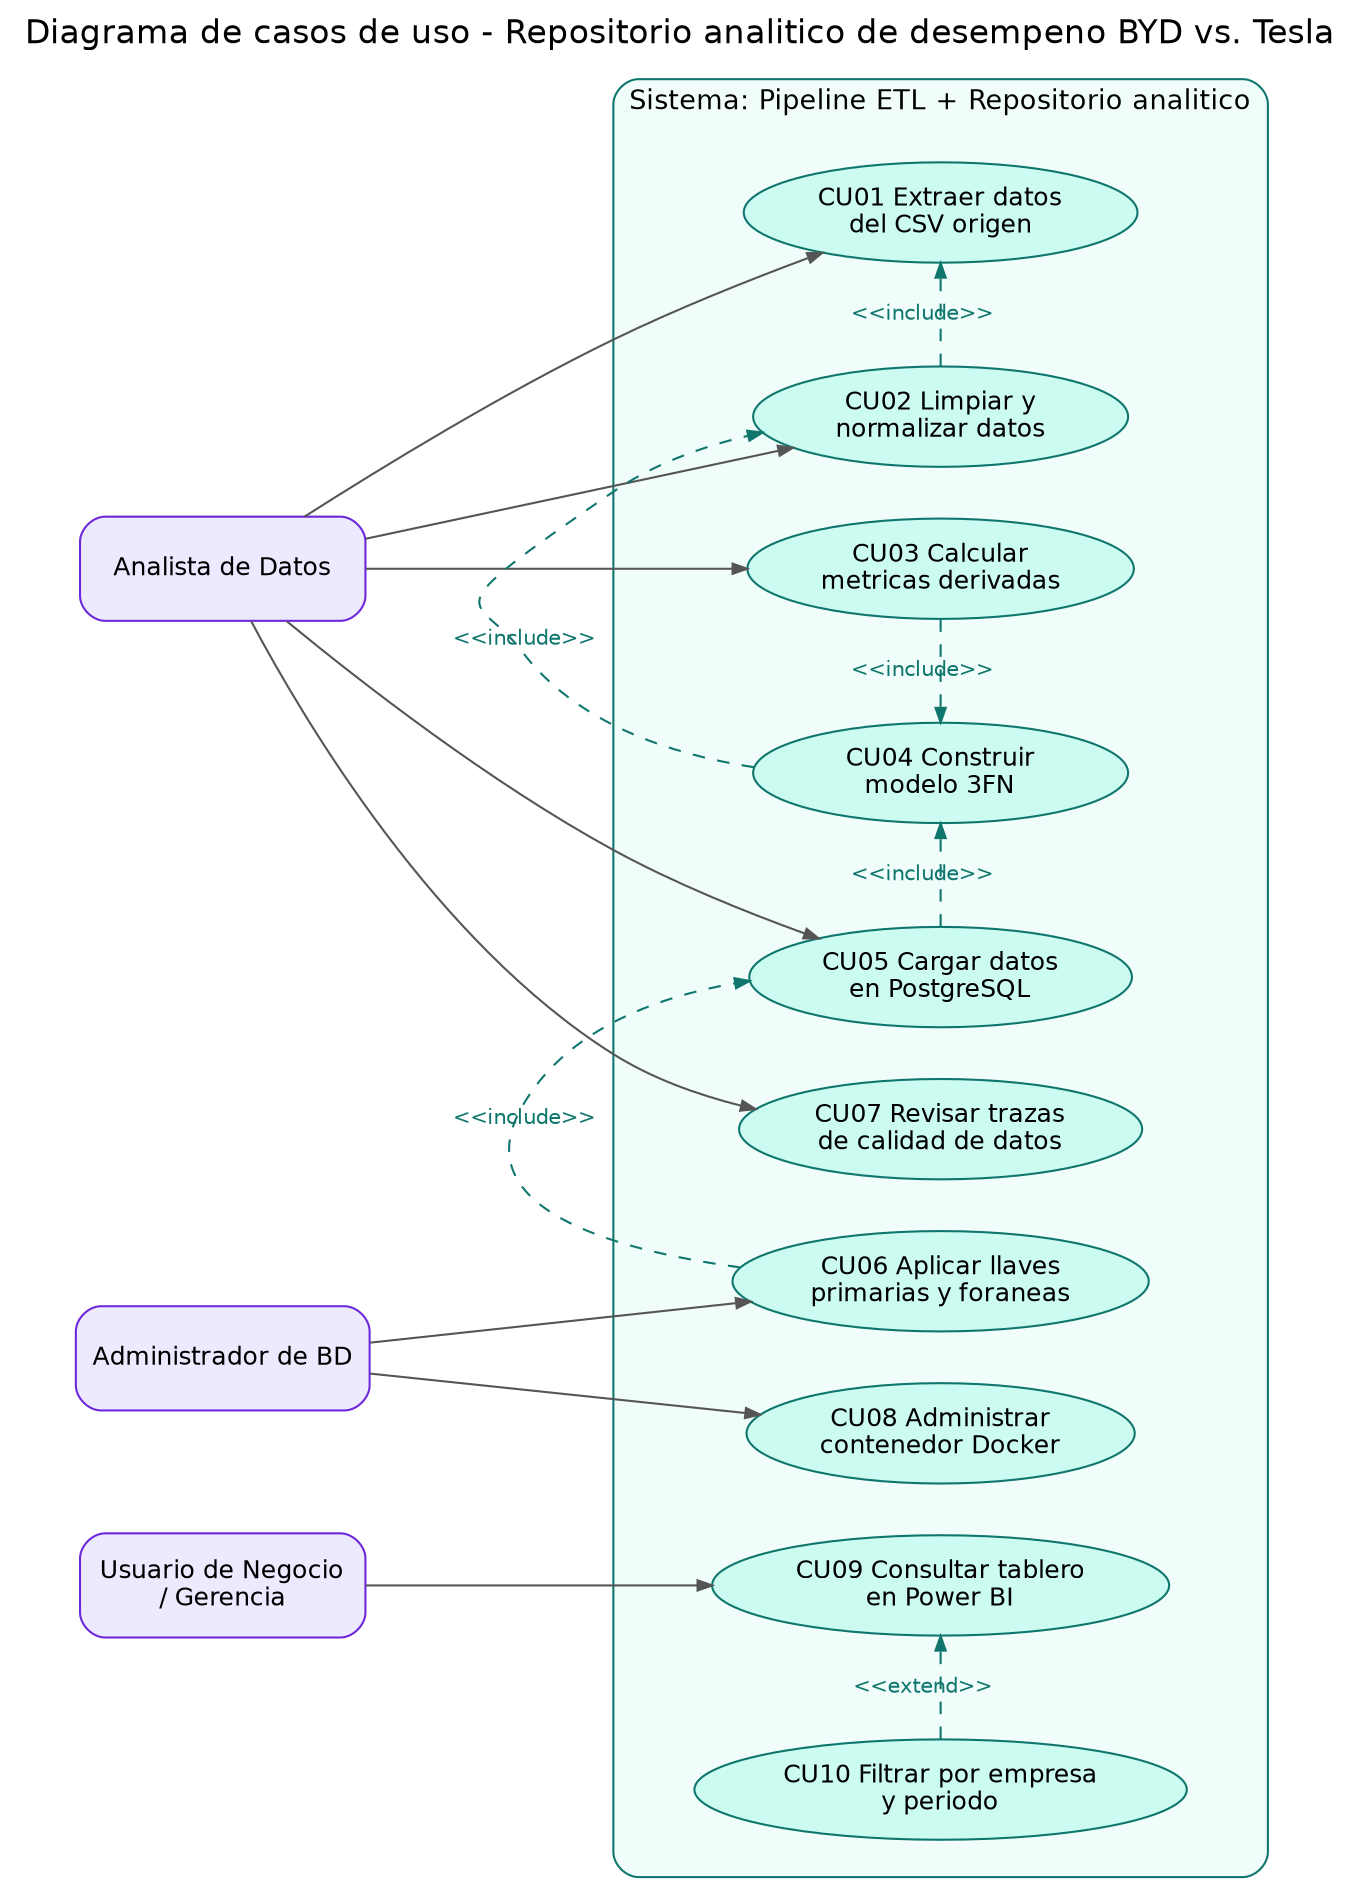 Diagrama de casos de uso - Repositorio analitico de desempeno BYD vs. Tesla
Sistema: Pipeline ETL + Repositorio analitico
CU01 Extraer datos
del CSV origen
<<include>>
CU02 Limpiar y
normalizar datos
Analista de Datos
CU03 Calcular
metricas derivadas
<<include>>
<<include>>
CU04 Construir
modelo 3FN
<<include>>
CU05 Cargar datos
en PostgreSQL
<<include>>
CU07 Revisar trazas
de calidad de datos
CU06 Aplicar llaves
primarias y foraneas
Administrador de BD
CU08 Administrar
contenedor Docker
Usuario de Negocio
/ Gerencia
CU09 Consultar tablero
en Power BI
<<extend>>
CU10 Filtrar por empresa
y periodo